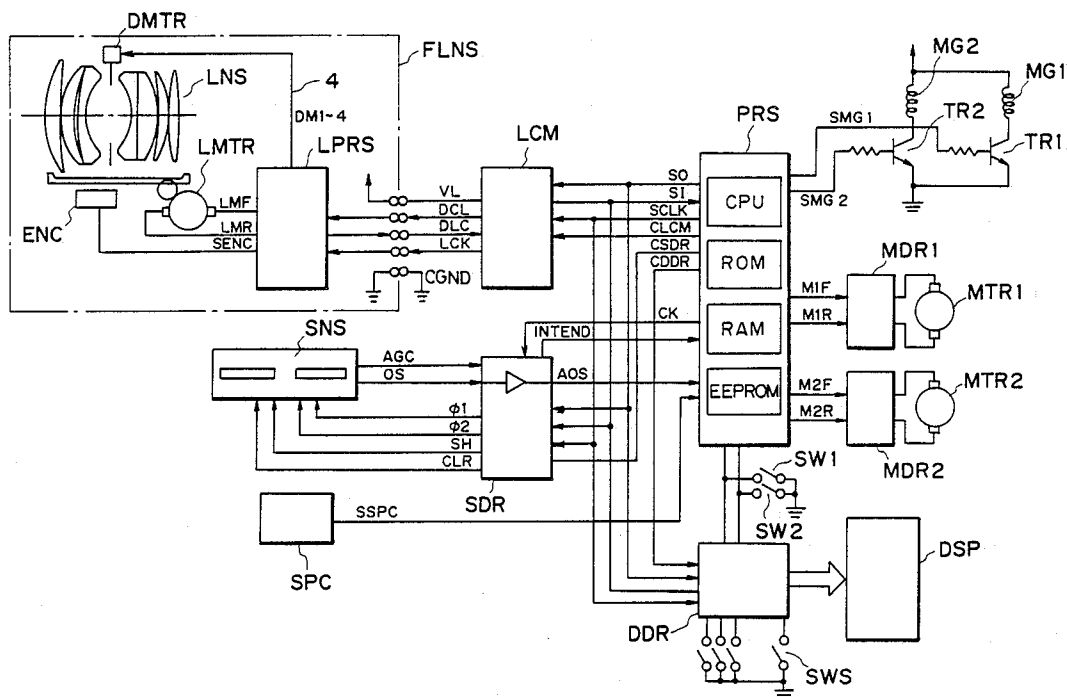 DMTR
FLNS
LNS
4
DM1~4
LMTR
LPRS
LCM
ENC
LMF
LMR
SENC
VL
DCL
DLC
LCK
CGND
PRS
CPU
ROM
RAM
EEPROM
SO
SI
SCLK
CLCM
CSDR
CDDR
CK
INTEND
SMG1
SMG2
MG2
MG1
TR2
TR1
M1F
M1R
MDR1
MTR1
M2F
M2R
MDR2
MTR2
SNS
AGC
OS
AOS
φ1
φ2
SH
CLR
SDR
SSPC
SPC
SW1
SW2
DDR
DSP
SWS